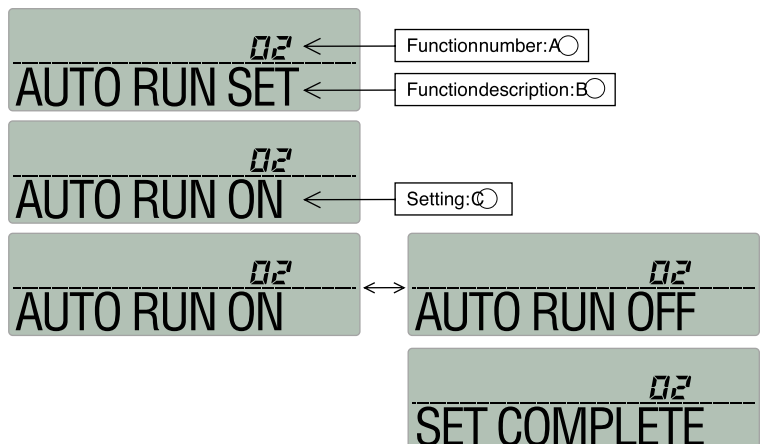 02
Functionnumber:A
AUTO RUN SET
Functiondescription:B
02
AUTO RUN ON
Setting:C
02
AUTO RUN ON
02
AUTO RUN OFF
02
SET COMPLETE